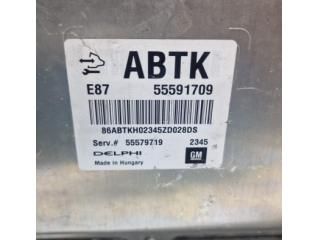 ABTK
E87 55591709
86ABTKH02345ZD028DS
Serv.# 55579719 2345
DELPHI GM
Made in Hungary